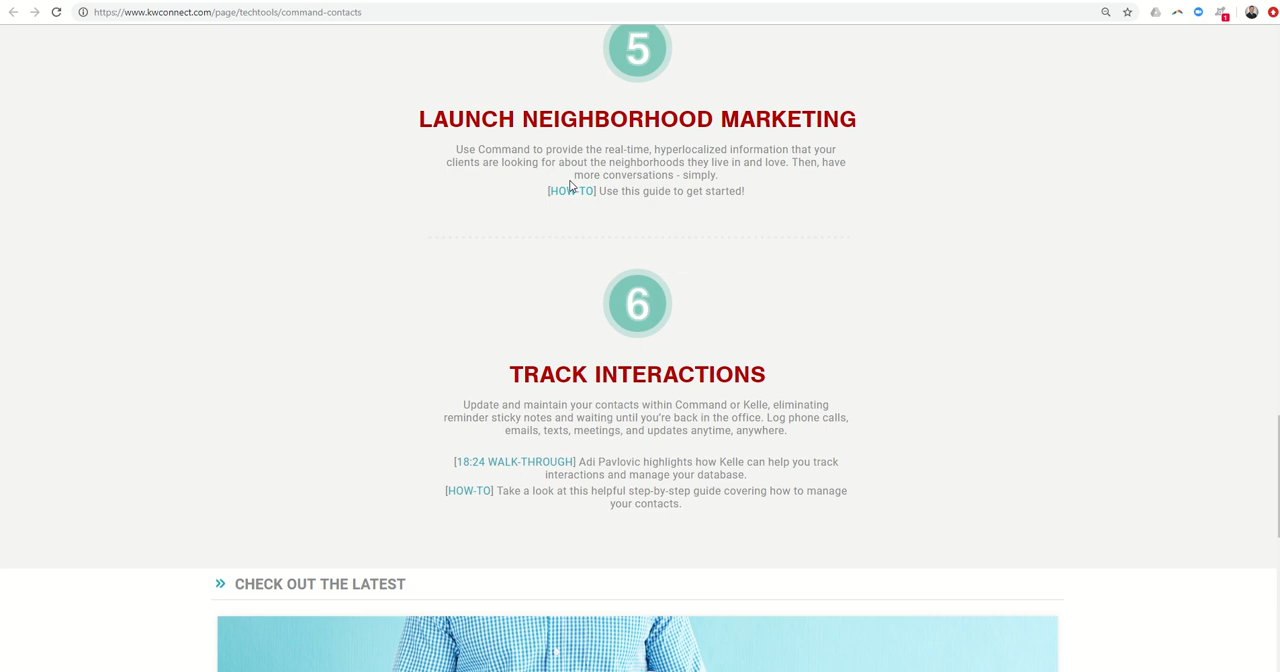 https://www.kwconnect.com/page/techtools/command-contacts
1
5
LAUNCH NEIGHBORHOOD MARKETING
Use Command to provide the real-time, hyperlocalized information that your
clients are looking for about the neighborhoods they live in and love. Then, have
more conversations - simply.
[HOW-TO] Use this guide to get started!
6
TRACK INTERACTIONS
Update and maintain your contacts within Command or Kelle, eliminating
reminder sticky notes and waiting until you're back in the office. Log phone calls,
emails, texts, meetings, and updates anytime, anywhere.
[18:24 WALK-THROUGH] Adi Pavlovic highlights how Kelle can help you track
interactions and manage your database.
[HOW-TO] Take a look at this helpful step-by-step guide covering how to manage
your contacts.
CHECK OUT THE LATEST